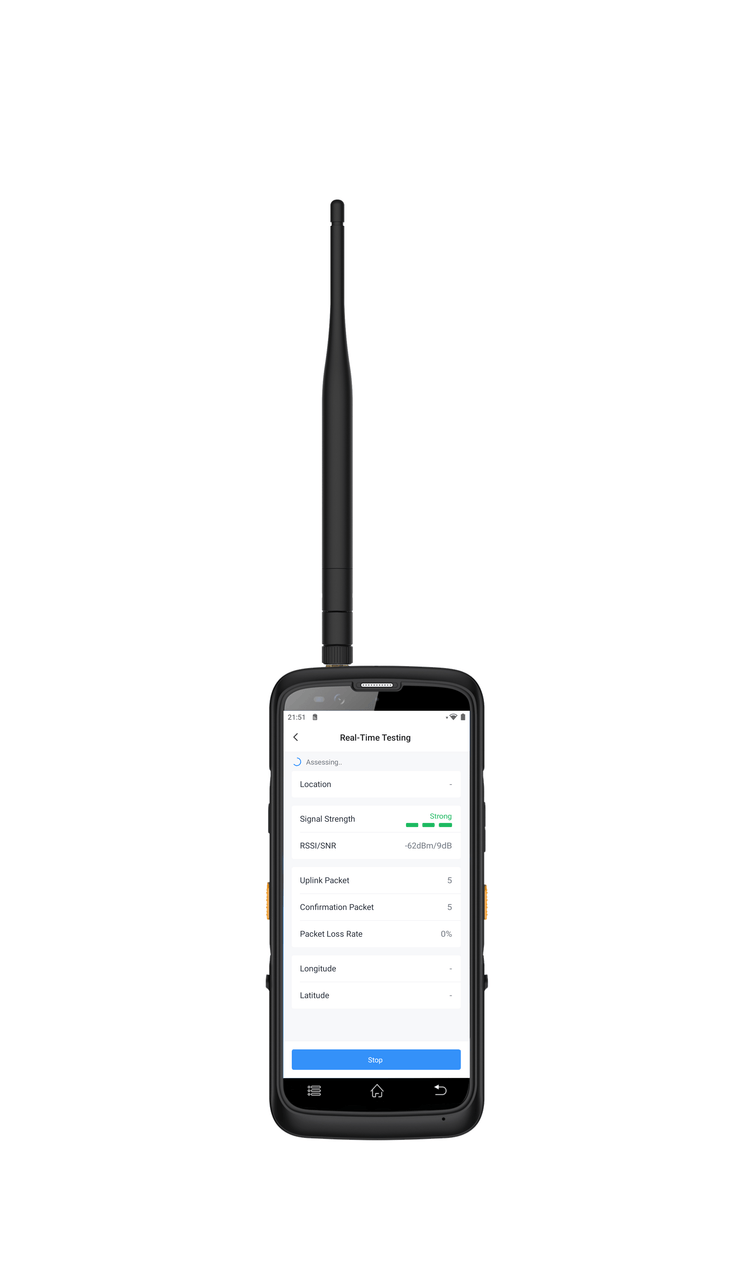 21:51
Real-Time Testing
Assessing..
Location -
Signal Strength Strong
RSSI/SNR -62dBm/9dB
Uplink Packet 5
Confirmation Packet 5
Packet Loss Rate 0%
Longitude -
Latitude -
Stop